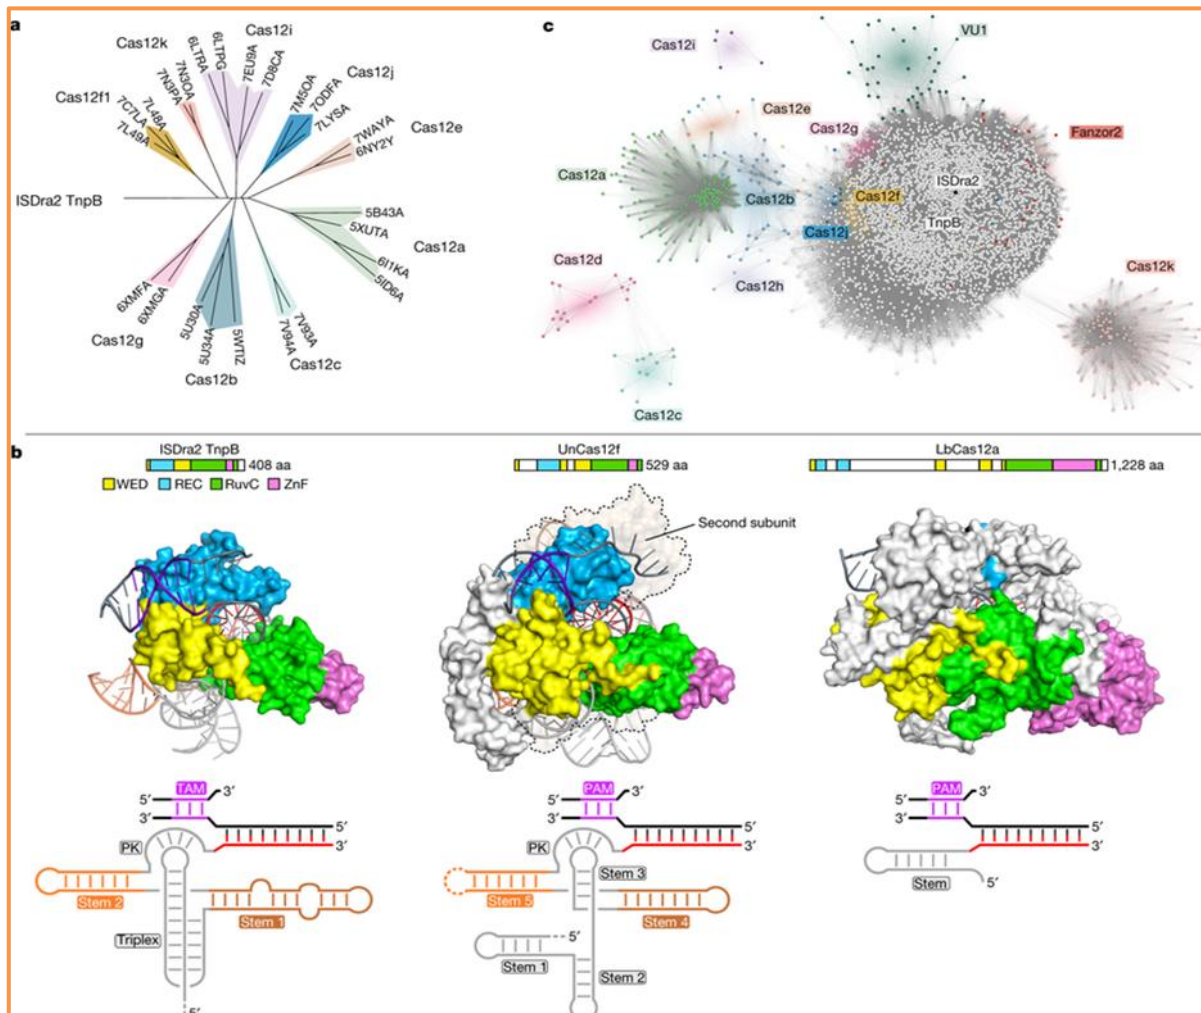 a
Cas12k
Cas12i
6LTRA
6LTPG
7EU9A
7D8CA
7N3PA
7N3OA
Cas12j
7M5OA
7ODFA
7LYSA
Cas12f1
7C7LA
7L48A
7L49A
7WAYA
6NY2Y
Cas12e
ISDra2 TnpB
5B43A
5XUTA
6I1KA
5ID6A
Cas12a
6XMFA
6XMGA
Cas12g
5U30A
5U34A
5WTIZ
Cas12b
7V94A
7V93A
Cas12c
c
Cas12i
VU1
Cas12e
Cas12g
Fanzor2
Cas12a
ISDra2
Cas12b
Cas12f
TnpB
Cas12j
Cas12d
Cas12h
Cas12k
Cas12c
b
ISDra2 TnpB
408 aa
WED REC RuvC ZnF
UnCas12f
529 aa
Second subunit
LbCas12a
1,228 aa
TAM
5′ 3′
3′ 5′
3′
PK
Stem 2
Stem 1
Triplex
5′
PAM
5′ 3′
3′ 5′
3′
PK
Stem 3
Stem 5
Stem 4
5′
Stem 1
Stem 2
PAM
5′ 3′
3′ 5′
3′
Stem
5′